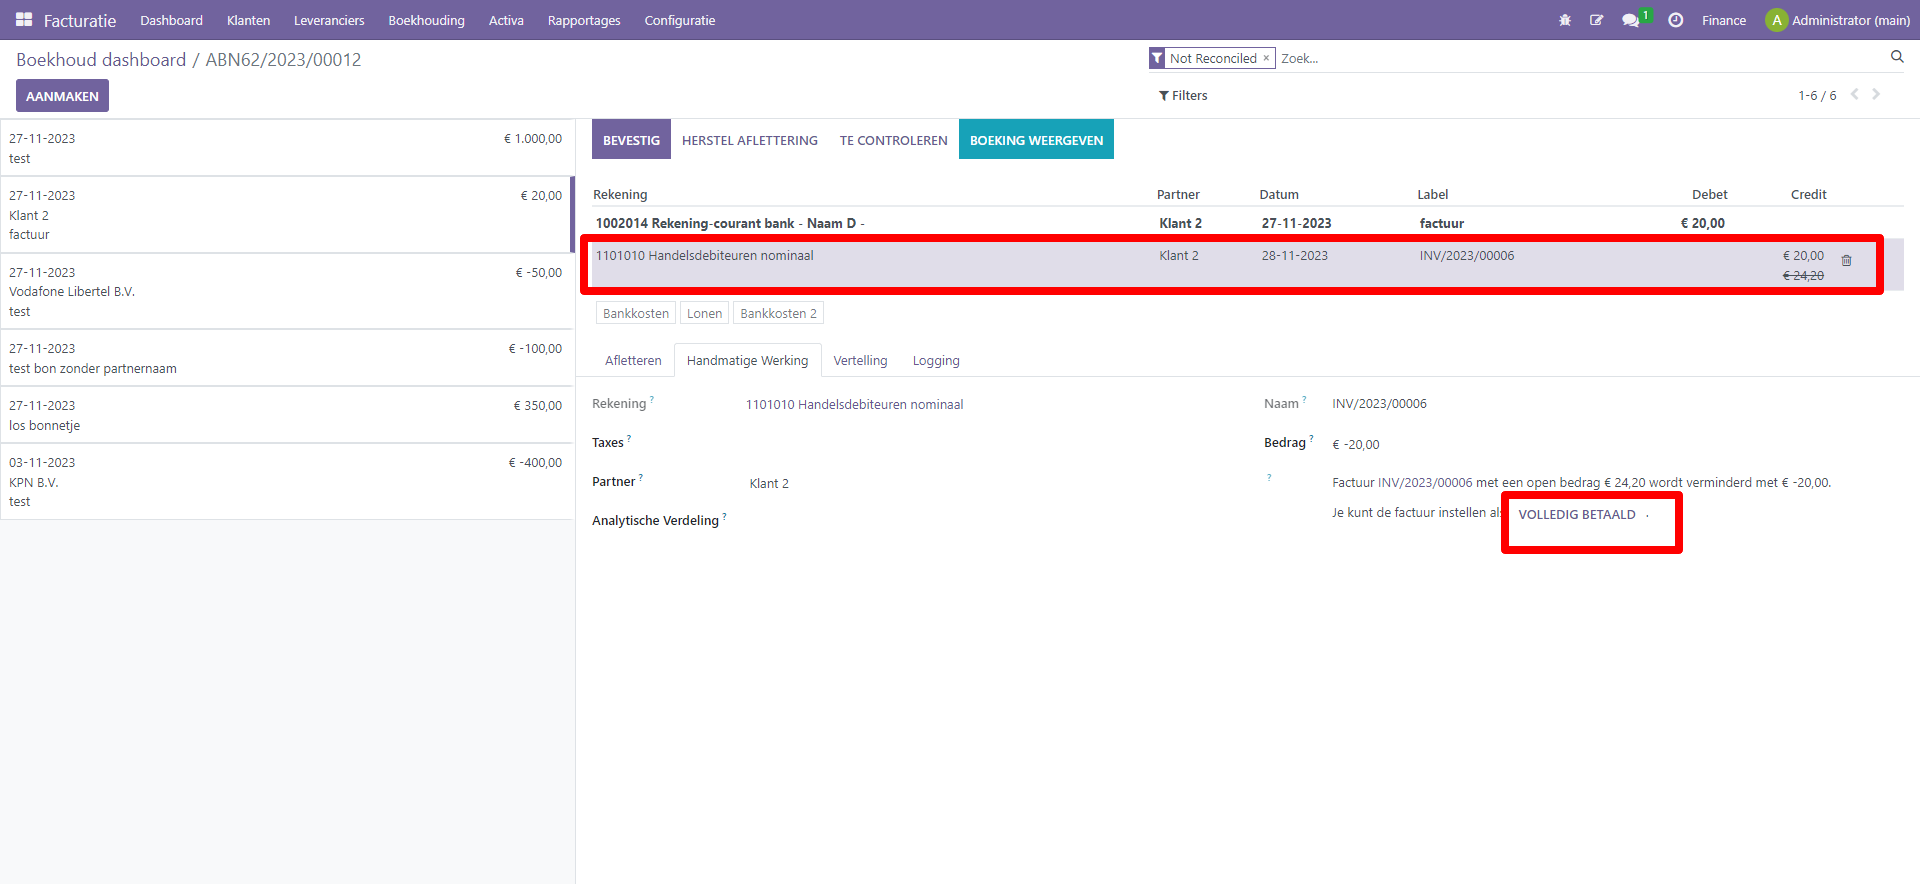 Facturatie Dashboard Klanten Leveranciers Boekhouding Activa Rapportages Configuratie 1 Finance A Administrator (main)
Boekhoud dashboard / ABN62/2023/00012
Not Reconciled × Zoek...
AANMAKEN
Filters
1-6 / 6
27-11-2023 € 1.000,00
test
27-11-2023 € 20,00
Klant 2
factuur
27-11-2023 € -50,00
Vodafone Libertel B.V.
test
27-11-2023 € -100,00
test bon zonder partnernaam
27-11-2023 € 350,00
los bonnetje
03-11-2023 € -400,00
KPN B.V.
test
BEVESTIG HERSTEL AFLETTERING TE CONTROLEREN BOEKING WEERGEVEN
Rekening Partner Datum Label Debet Credit
1002014 Rekening-courant bank - Naam D - Klant 2 27-11-2023 factuur € 20,00
1101010 Handelsdebiteuren nominaal Klant 2 28-11-2023 INV/2023/00006 € 20,00
€ 24,20
Bankkosten Lonen Bankkosten 2
Afletteren Handmatige Werking Vertelling Logging
Rekening ? 1101010 Handelsdebiteuren nominaal
Taxes ?
Partner ? Klant 2
Analytische Verdeling ?
Naam ? INV/2023/00006
Bedrag ? € -20,00
? Factuur INV/2023/00006 met een open bedrag € 24,20 wordt verminderd met € -20,00.
Je kunt de factuur instellen als VOLLEDIG BETAALD .